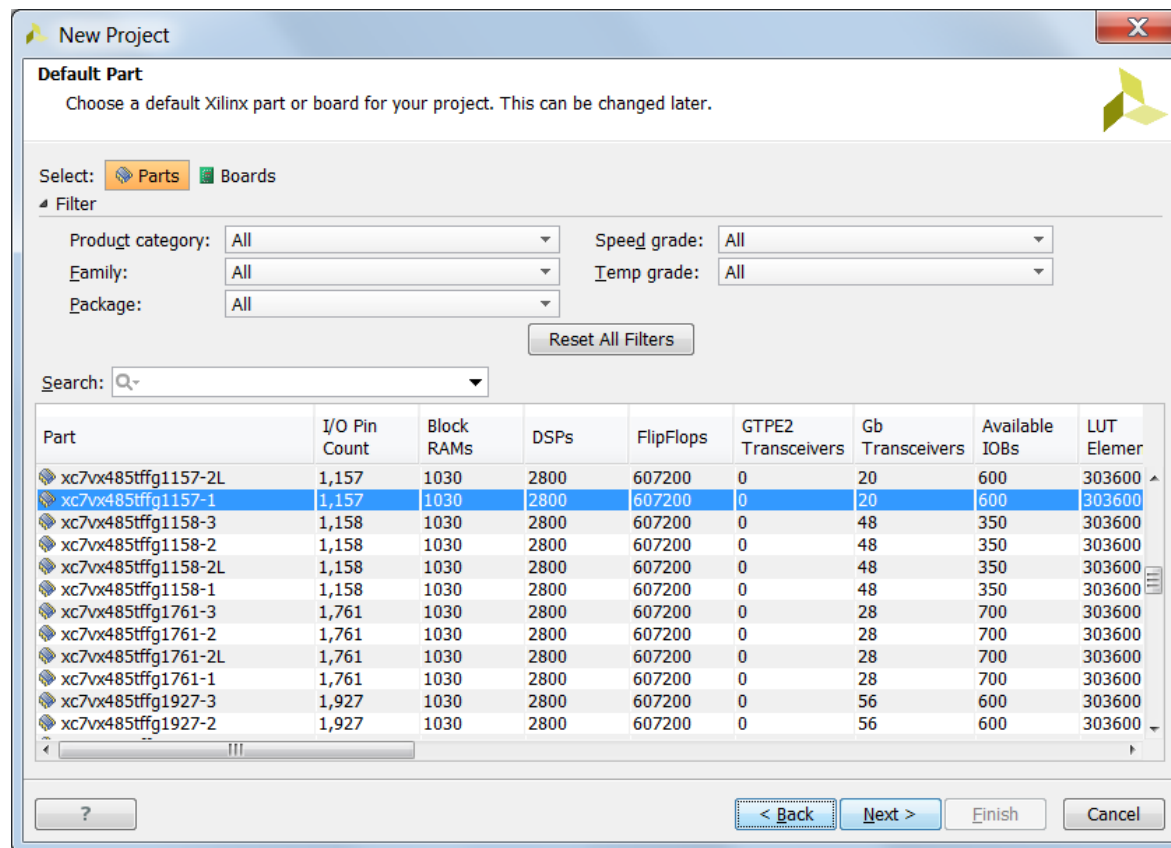 New Project
Default Part
Choose a default Xilinx part or board for your project. This can be changed later.
Select: Parts Boards
Filter
Product category: All Speed grade: All
Family: All Temp grade: All
Package: All
Reset All Filters
Search:
Part I/O Pin Count Block RAMs DSPs FlipFlops GTPE2 Transceivers Gb Transceivers Available IOBs LUT Elemer
xc7vx485tffg1157-2L 1,157 1030 2800 607200 0 20 600 303600
xc7vx485tffg1157-1 1,157 1030 2800 607200 0 20 600 303600
xc7vx485tffg1158-3 1,158 1030 2800 607200 0 48 350 303600
xc7vx485tffg1158-2 1,158 1030 2800 607200 0 48 350 303600
xc7vx485tffg1158-2L 1,158 1030 2800 607200 0 48 350 303600
xc7vx485tffg1158-1 1,158 1030 2800 607200 0 48 350 303600
xc7vx485tffg1761-3 1,761 1030 2800 607200 0 28 700 303600
xc7vx485tffg1761-2 1,761 1030 2800 607200 0 28 700 303600
xc7vx485tffg1761-2L 1,761 1030 2800 607200 0 28 700 303600
xc7vx485tffg1761-1 1,761 1030 2800 607200 0 28 700 303600
xc7vx485tffg1927-3 1,927 1030 2800 607200 0 56 600 303600
xc7vx485tffg1927-2 1,927 1030 2800 607200 0 56 600 303600
? < Back Next > Finish Cancel